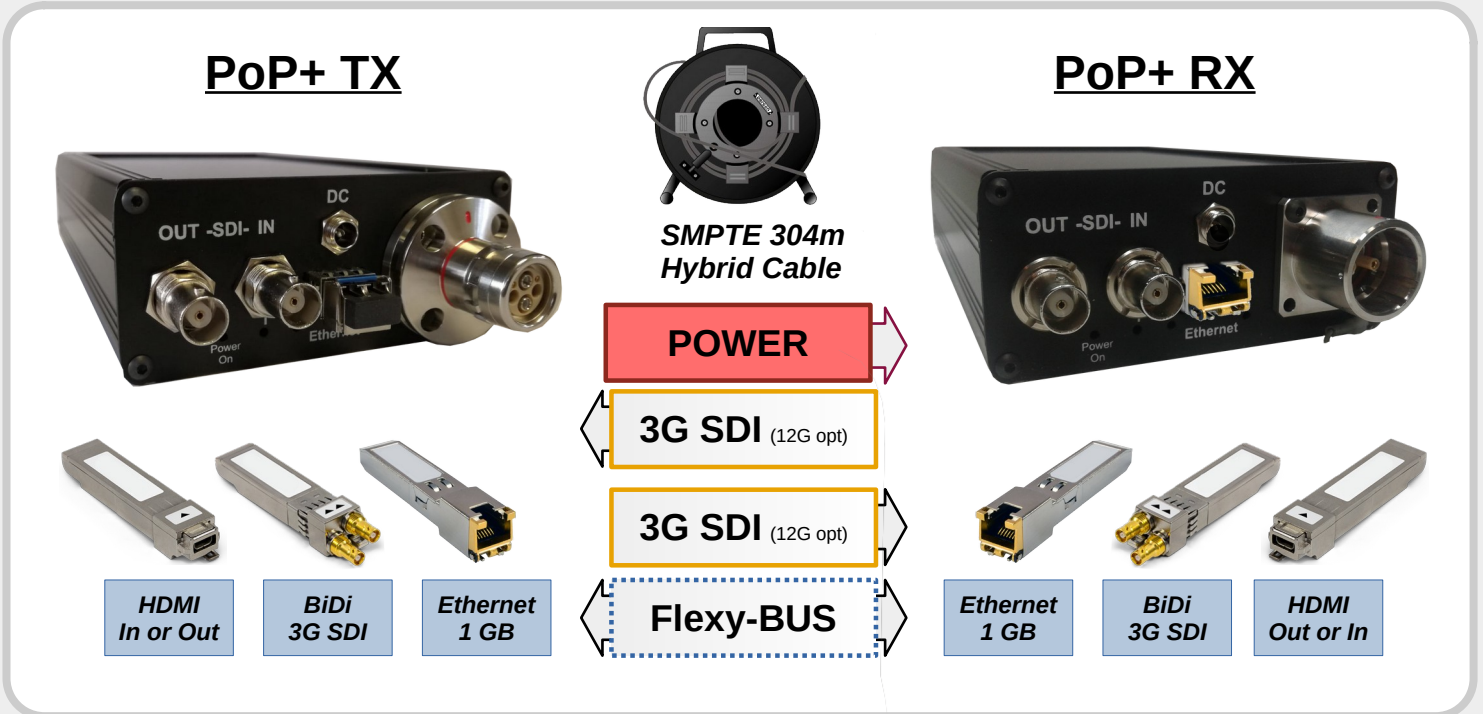 PoP+ TX
PoP+ RX
DC
OUT -SDI- IN
Power
On
SMPTE 304m
Hybrid Cable
DC
OUT -SDI- IN
Power
On
Ethernet
POWER
3G SDI (12G opt)
3G SDI (12G opt)
Flexy-BUS
HDMI
In or Out
BiDi
3G SDI
Ethernet
1 GB
Ethernet
1 GB
BiDi
3G SDI
HDMI
Out or In